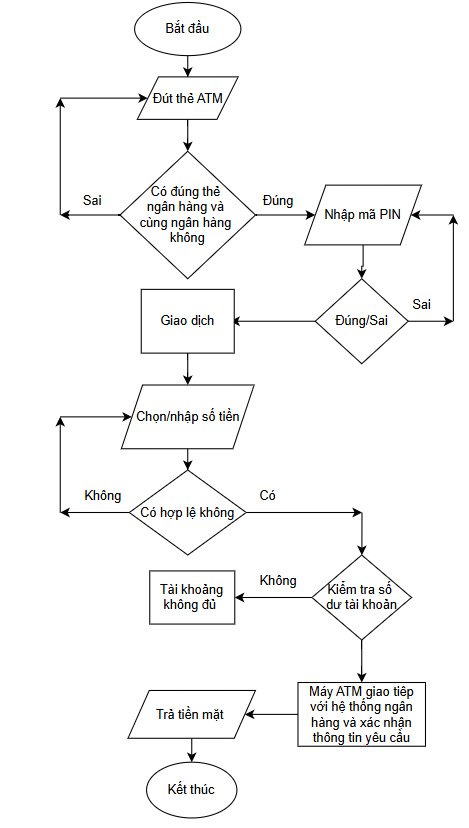 Bắt đầu
Đút thẻ ATM
Có đúng thẻ
ngân hàng và
cùng ngân hàng
không
Sai
Đúng
Nhập mã PIN
Đúng/Sai
Sai
Giao dịch
Chọn/nhập số tiền
Có hợp lệ không
Không
Có
Kiểm tra số
dư tài khoản
Không
Tài khoảng
không đủ
Máy ATM giao tiêp
với hệ thống ngân
hàng và xác nhận
thông tin yêu cầu
Trả tiền mặt
Kết thúc